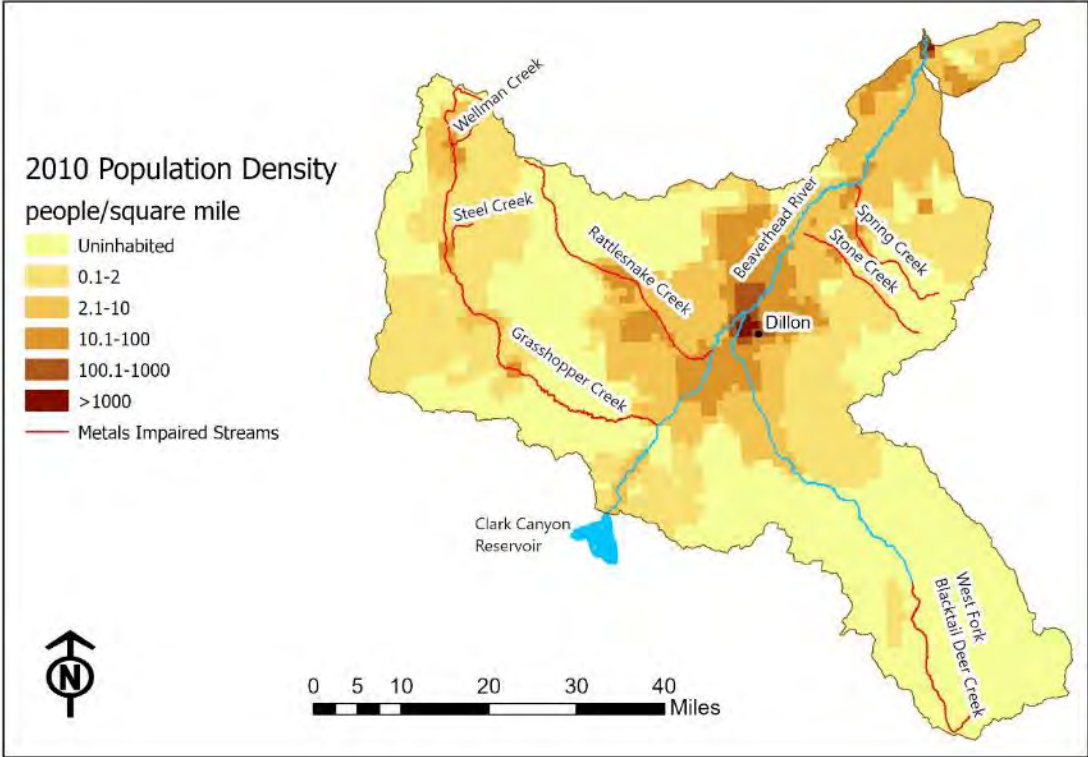 2010 Population Density
people/square mile
Uninhabited
0.1-2
2.1-10
10.1-100
100.1-1000
>1000
Metals Impaired Streams
Wellman Creek
Steel Creek
Rattlesnake Creek
Grasshopper Creek
Beaverhead River
Spring Creek
Stone Creek
Dillon
Clark Canyon
Reservoir
West Fork
Blacktail Deer Creek
N
0 5 10 20 30 40
Miles